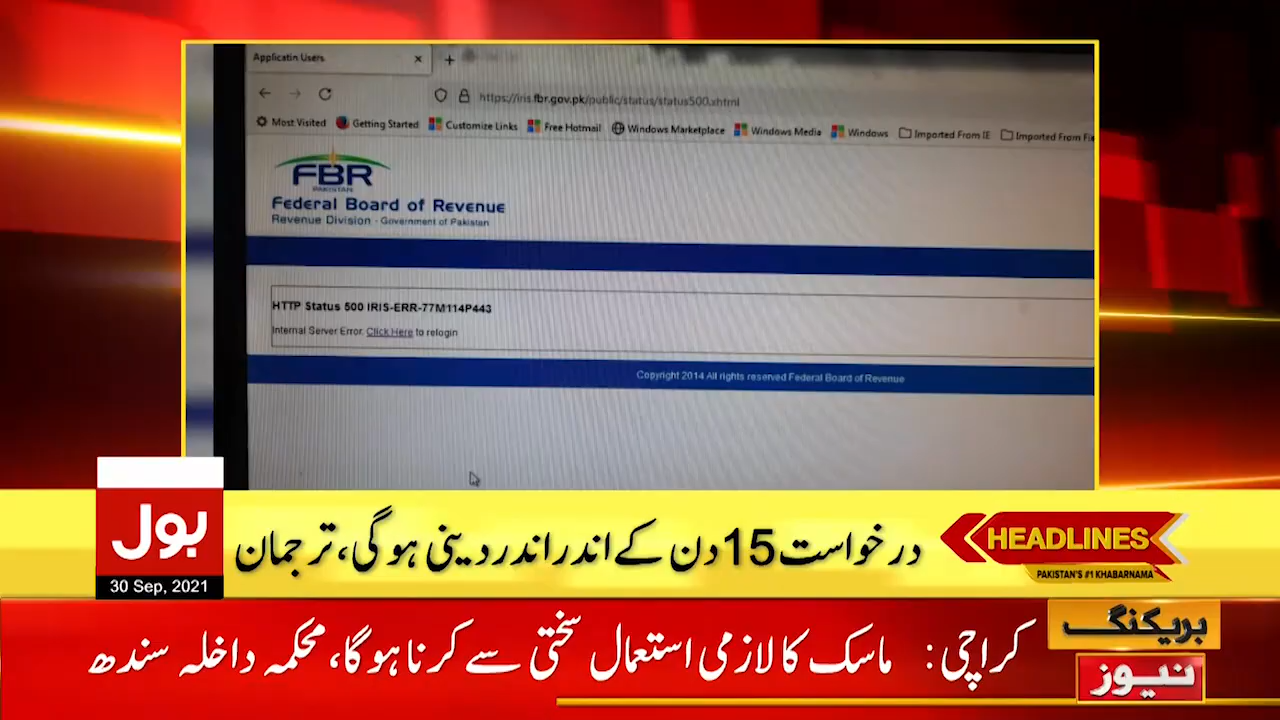 Applicatin Users
https://iris.fbr.gov.pk/public/status/status500.xhtml
Most Visited Getting Started Customize Links Free Hotmail Windows Marketplace Windows Media Windows Imported From IE Imported From
FBR
PAKISTAN
Federal Board of Revenue
Revenue Division - Government of Pakistan
HTTP Status 500 IRIS-ERR-77M114P443
Internal Server Error. Click Here to relogin
Copyright 2014 All rights reserved Federal Board of Revenue
بول
30 Sep, 2021
درخواست 15 دن کے اندر اندر دینی ہوگی، ترجمان
HEADLINES
PAKISTAN'S #1 KHABARNAMA
بریکنگ
نیوز
کراچی: ماسک کا لازمی استعمال سختی سے کرنا ہوگا، محکمہ داخلہ سندھ